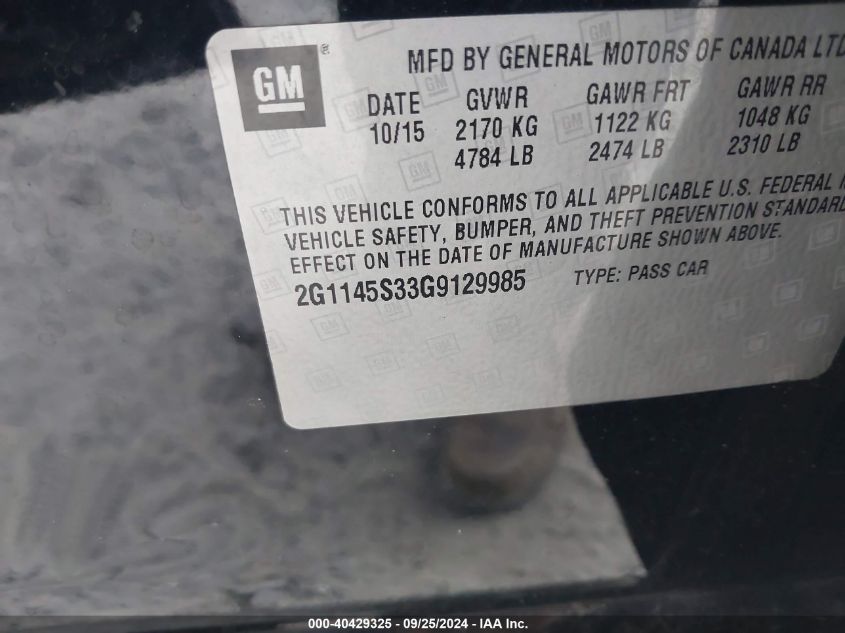 GM ®
MFD BY GENERAL MOTORS OF CANADA LTD
DATE GVWR GAWR FRT GAWR RR
10/15 2170 KG 1122 KG 1048 KG
4784 LB 2474 LB 2310 LB
THIS VEHICLE CONFORMS TO ALL APPLICABLE U.S. FEDERAL
VEHICLE SAFETY, BUMPER, AND THEFT PREVENTION STANDARD
EFFECT ON THE DATE OF MANUFACTURE SHOWN ABOVE.
2G1145S33G9129985 TYPE: PASS CAR
000-40429325 - 09/25/2024 - IAA Inc.